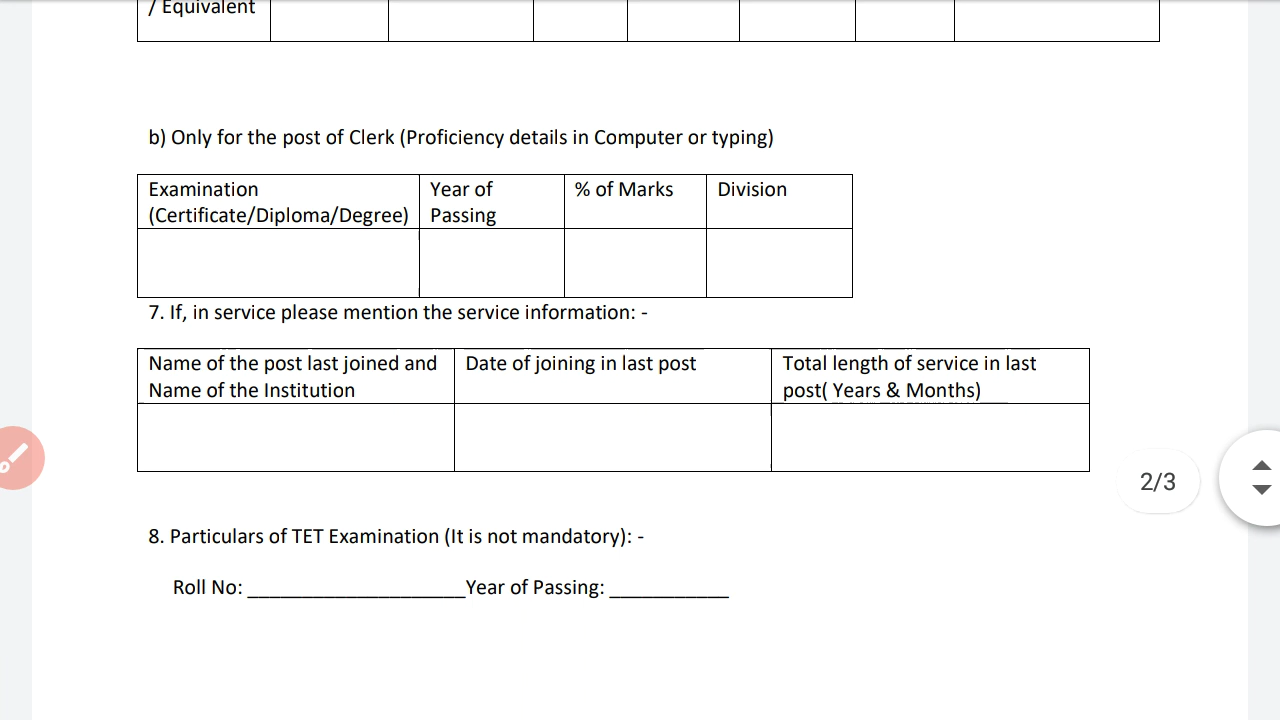 / Equivalent
b) Only for the post of Clerk (Proficiency details in Computer or typing)
Examination (Certificate/Diploma/Degree)
Year of Passing
% of Marks
Division
7. If, in service please mention the service information: -
Name of the post last joined and Name of the Institution
Date of joining in last post
Total length of service in last post( Years & Months)
8. Particulars of TET Examination (It is not mandatory): -
Roll No: ____________________Year of Passing: ___________
2/3